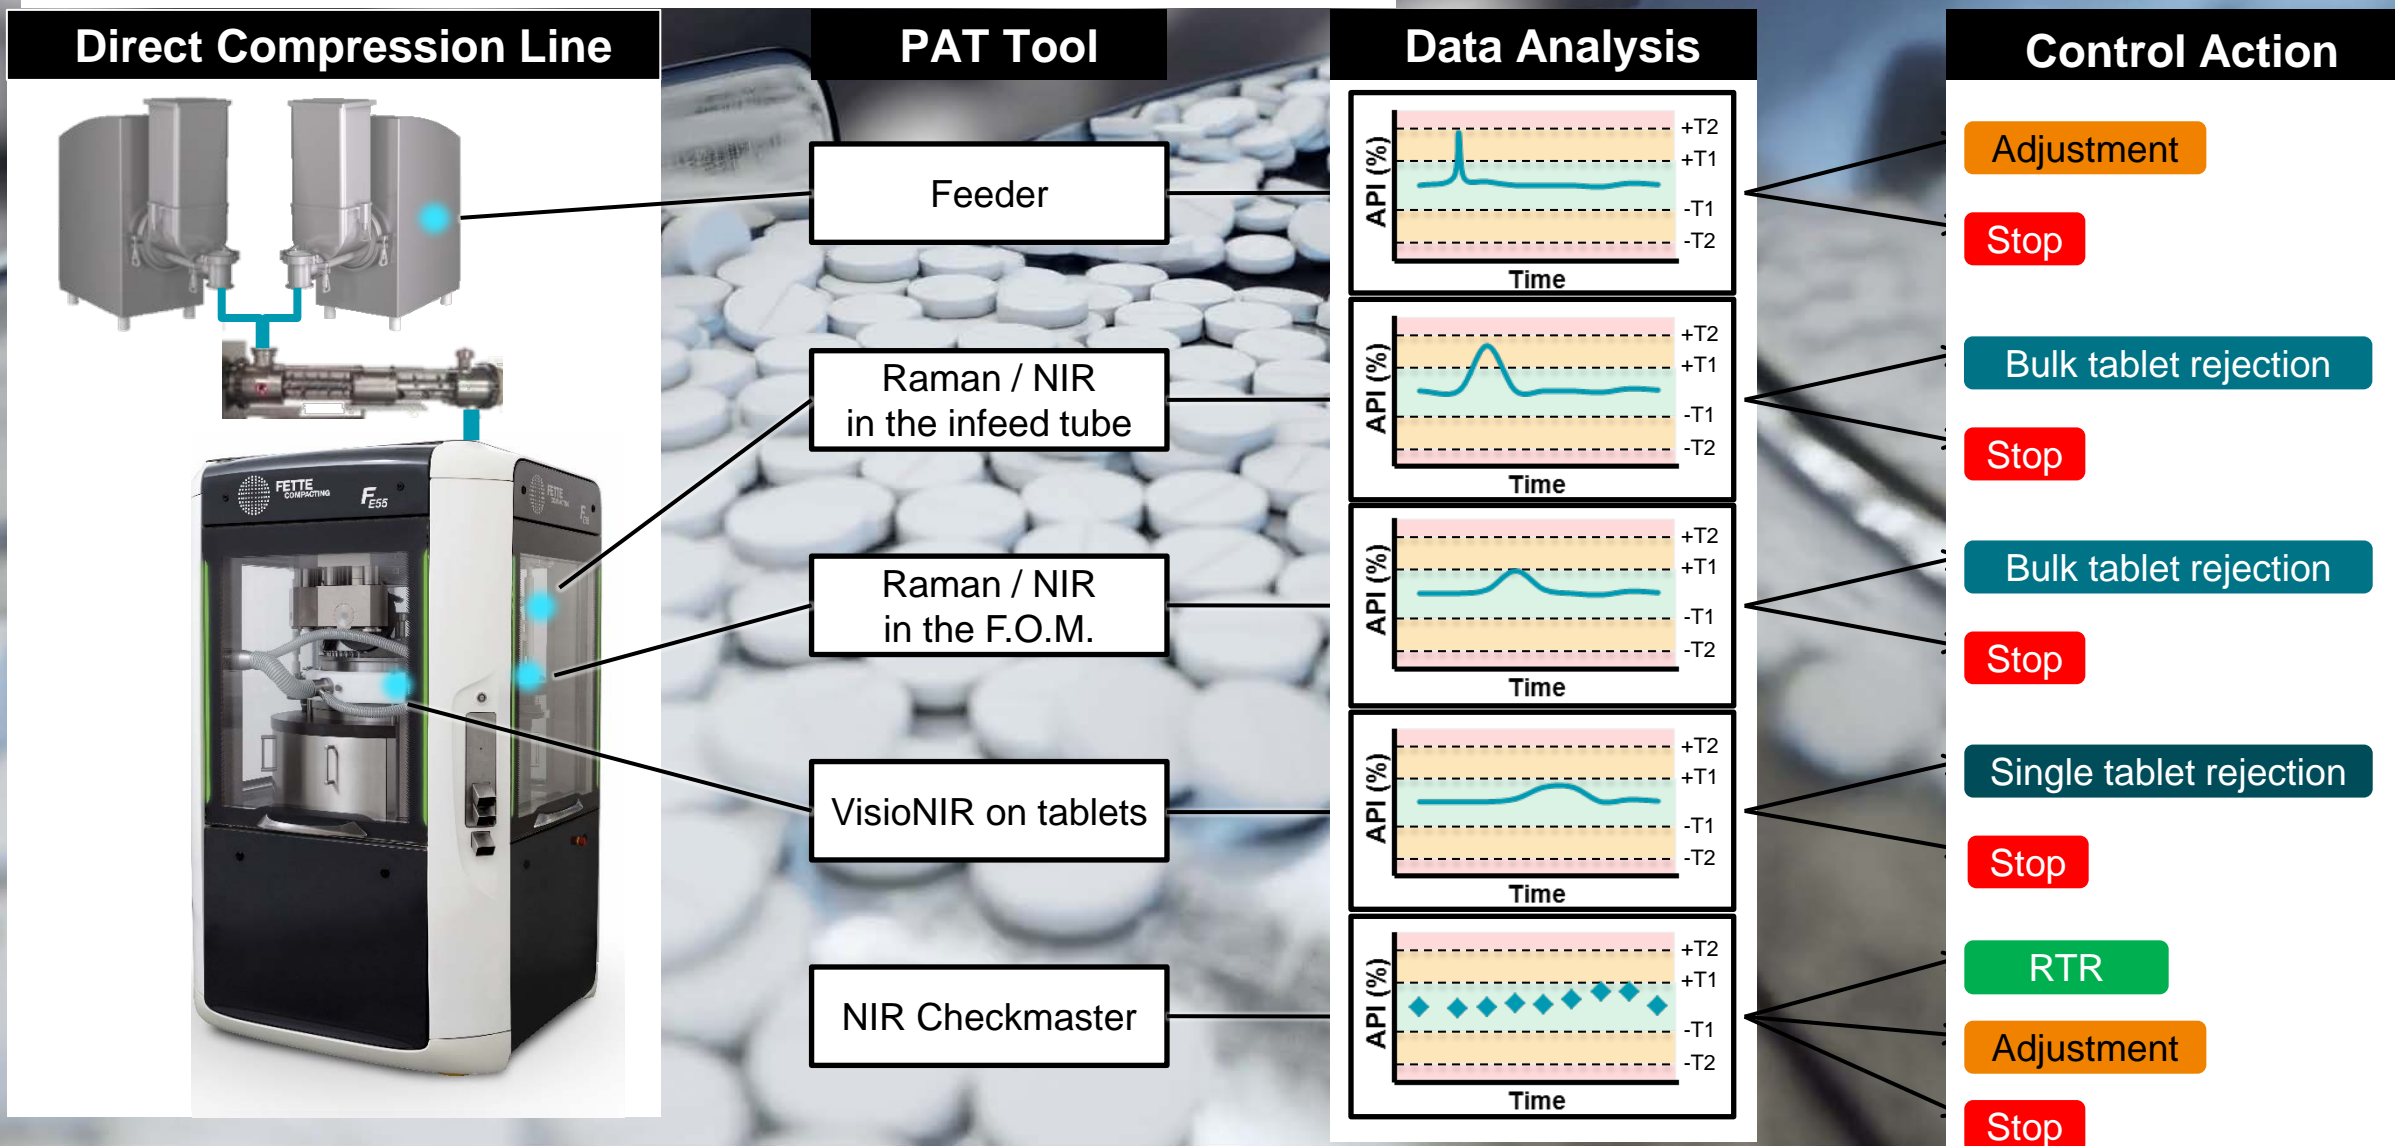 Direct Compression Line
PAT Tool
Data Analysis
Control Action
Feeder
API (%)
+T2
+T1
-T1
-T2
Time
Adjustment
Stop
Raman / NIR
in the infeed tube
API (%)
+T2
+T1
-T1
-T2
Time
Bulk tablet rejection
Stop
FETTE
COMPACTING
FE55
FETTE
COMPACTING
Raman / NIR
in the F.O.M.
API (%)
+T2
+T1
-T1
-T2
Time
Bulk tablet rejection
Stop
VisioNIR on tablets
API (%)
+T2
+T1
-T1
-T2
Time
Single tablet rejection
Stop
NIR Checkmaster
API (%)
+T2
+T1
-T1
-T2
Time
RTR
Adjustment
Stop